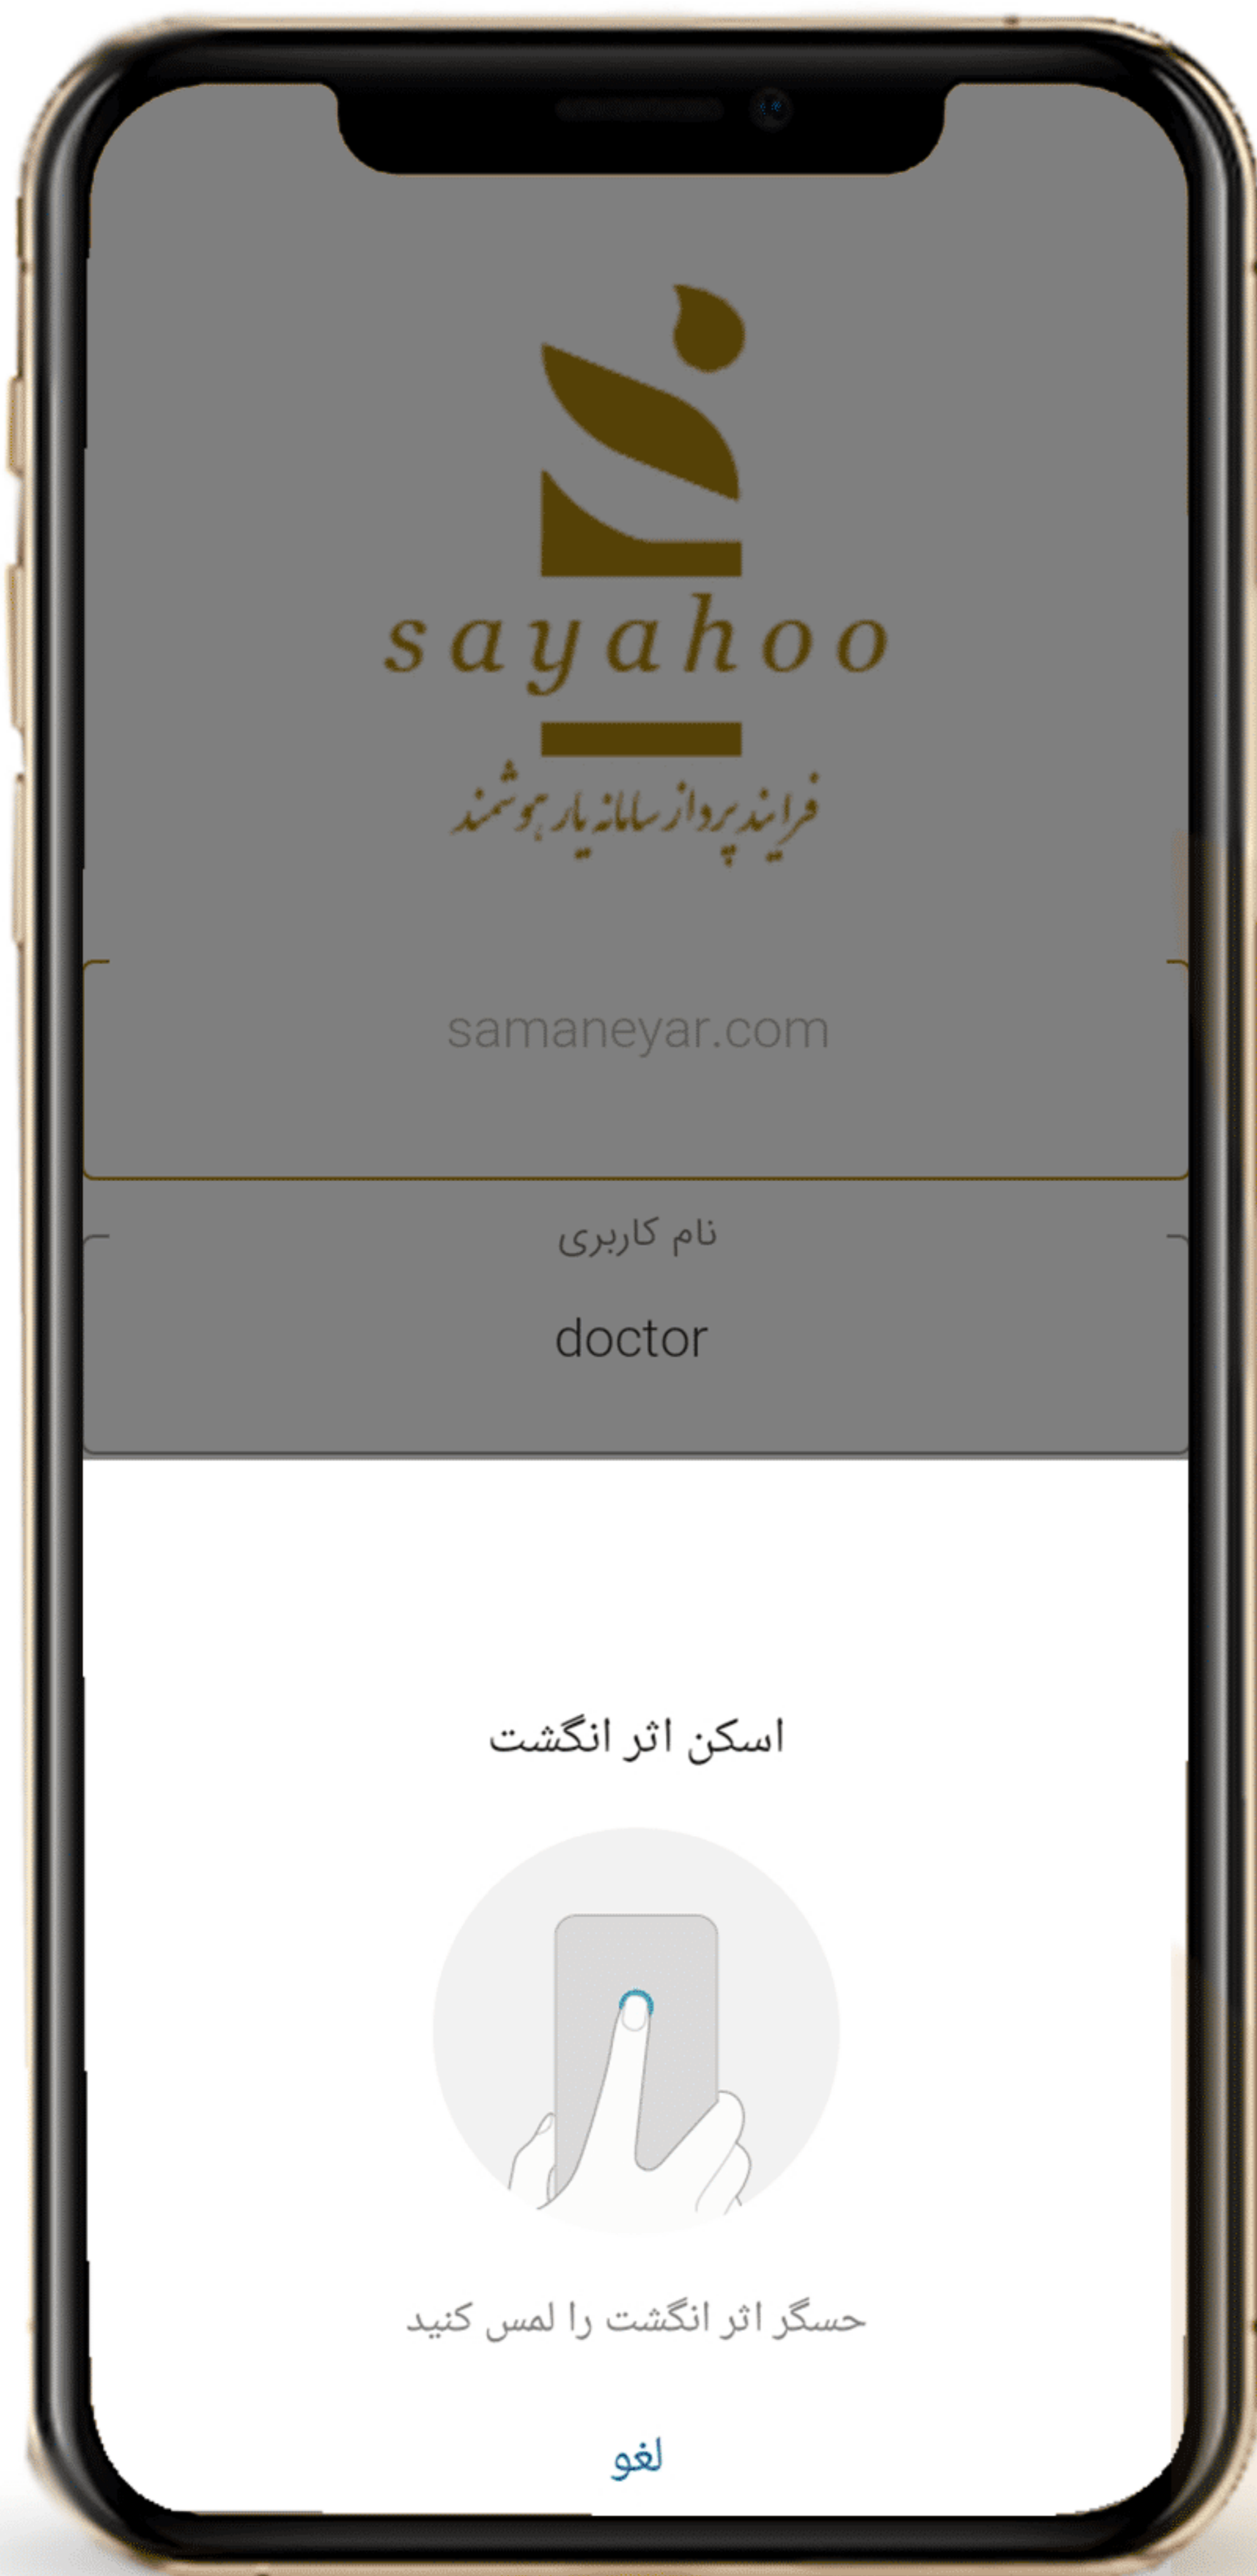 sayahoo
فرایند پرداز سامانه یار هوشمند
samaneyar.com
نام کاربری
doctor
اسکن اثر انگشت
حسگر اثر انگشت را لمس کنید
لغو